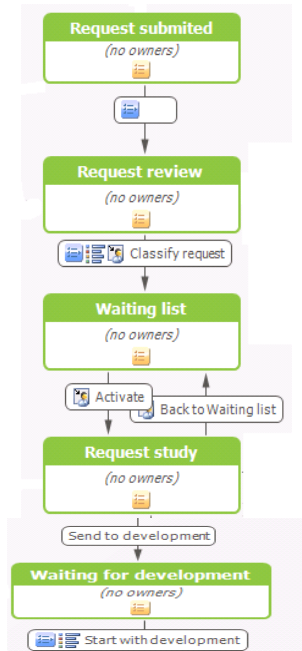 Request submited
(no owners)
Request review
(no owners)
Classify request
Waiting list
(no owners)
Activate
Back to Waiting list
Request study
(no owners)
Send to development
Waiting for development
(no owners)
Start with development